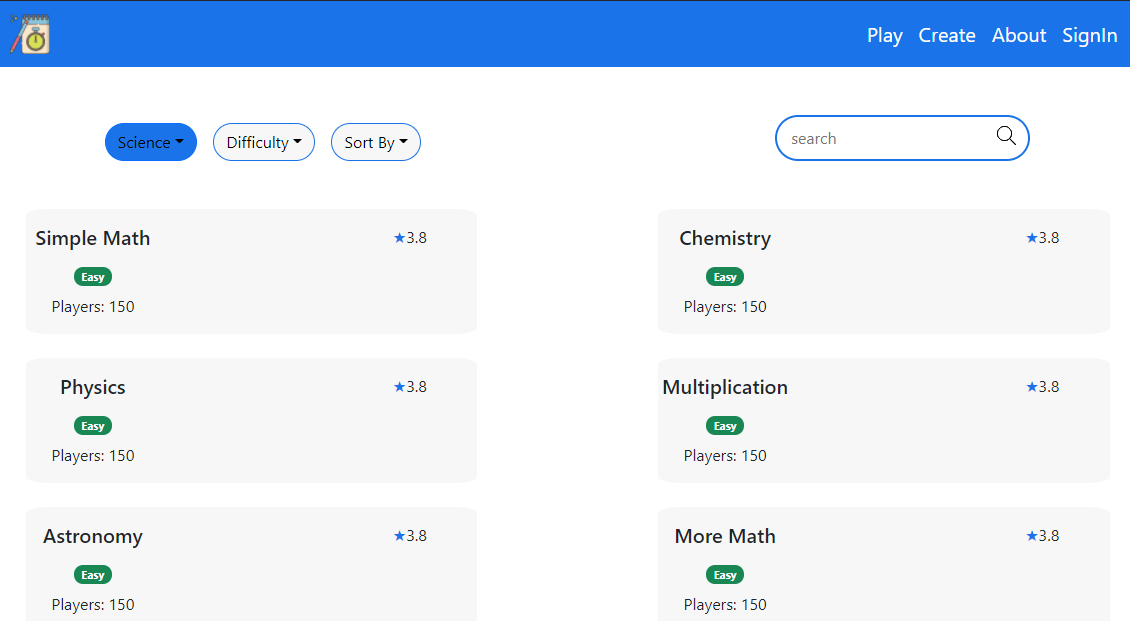 Play Create About SignIn
Science Difficulty Sort By search
Simple Math ★3.8
Easy
Players: 150
Chemistry ★3.8
Easy
Players: 150
Physics ★3.8
Easy
Players: 150
Multiplication ★3.8
Easy
Players: 150
Astronomy ★3.8
Easy
Players: 150
More Math ★3.8
Easy
Players: 150